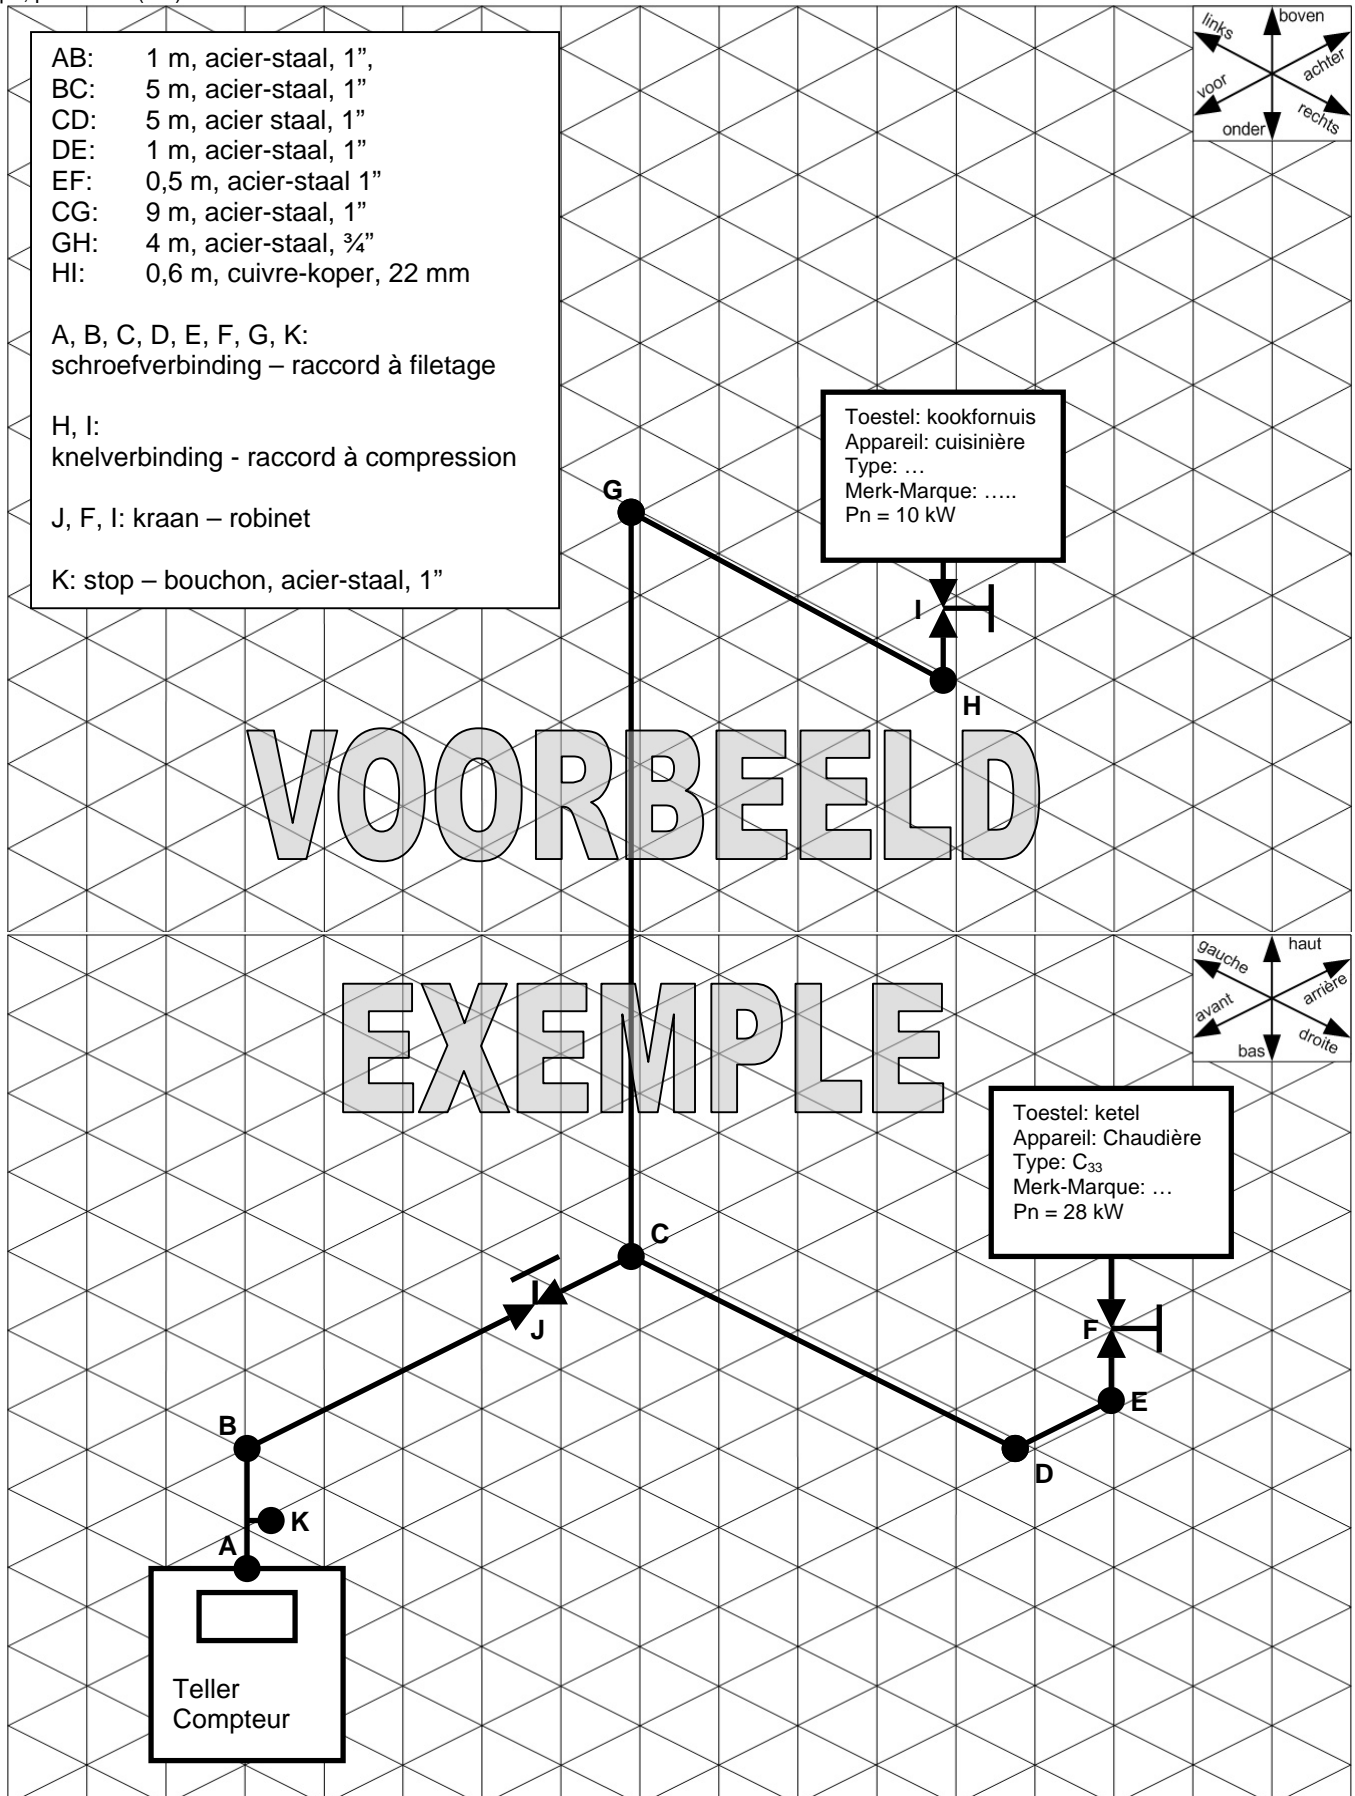 AB: 1 m, acier-staal, 1”,
BC: 5 m, acier-staal, 1”
CD: 5 m, acier staal, 1”
DE: 1 m, acier-staal, 1”
EF: 0,5 m, acier-staal 1”
CG: 9 m, acier-staal, 1”
GH: 4 m, acier-staal, ¾”
HI: 0,6 m, cuivre-koper, 22 mm
A, B, C, D, E, F, G, K:
schroefverbinding – raccord à filetage
H, I:
knelverbinding - raccord à compression
J, F, I: kraan – robinet
K: stop – bouchon, acier-staal, 1”
boven
links
achter
voor
rechts
onder
Toestel: kookfornuis
Appareil: cuisinière
Type: …
Merk-Marque: …..
Pn = 10 kW
G
I
H
VOORBEELD
EXEMPLE
haut
gauche
arrière
avant
droite
bas
Toestel: ketel
Appareil: Chaudière
Type: C₃₃
Merk-Marque: …
Pn = 28 kW
C
J
F
E
B
D
K
A
Teller
Compteur